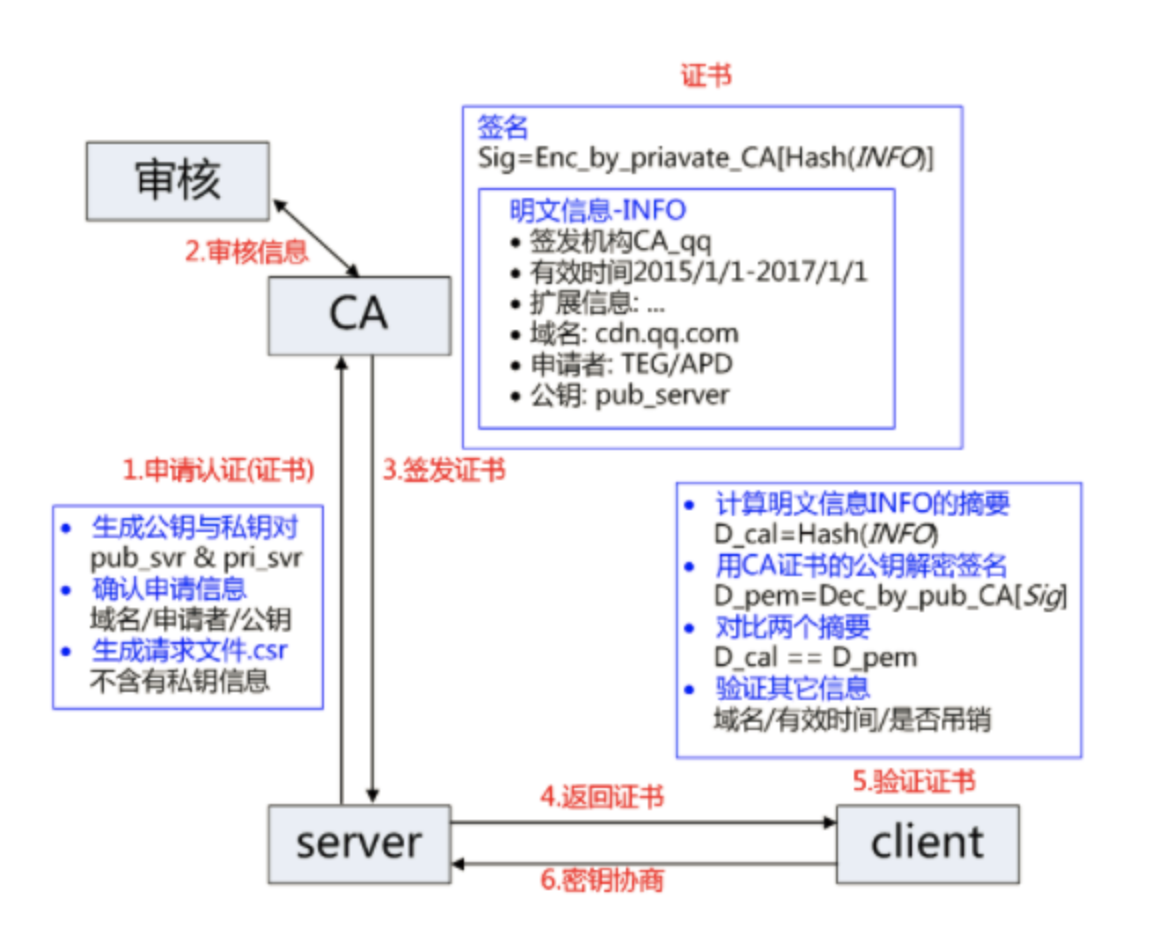 证书
签名
Sig=Enc_by_priavate_CA[Hash(INFO)]
明文信息-INFO
• 签发机构CA_qq
• 有效时间2015/1/1-2017/1/1
• 扩展信息: ...
• 域名: cdn.qq.com
• 申请者: TEG/APD
• 公钥: pub_server
审核
2.审核信息
CA
1.申请认证(证书)
3.签发证书
• 生成公钥与私钥对
pub_svr & pri_svr
• 确认申请信息
域名/申请者/公钥
• 生成请求文件.csr
不含有私钥信息
• 计算明文信息INFO的摘要
D_cal=Hash(INFO)
• 用CA证书的公钥解密签名
D_pem=Dec_by_pub_CA[Sig]
• 对比两个摘要
D_cal == D_pem
• 验证其它信息
域名/有效时间/是否吊销
5.验证证书
4.返回证书
server
client
6.密钥协商